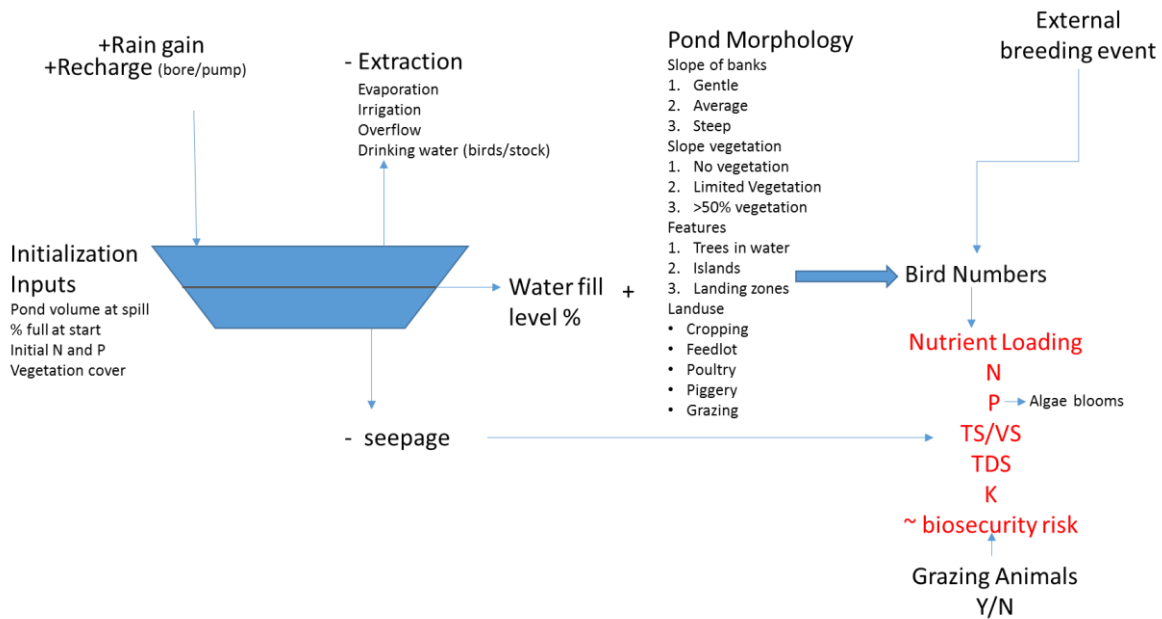 +Rain gain
+Recharge (bore/pump)
- Extraction
Evaporation
Irrigation
Overflow
Drinking water (birds/stock)
Pond Morphology
Slope of banks
1. Gentle
2. Average
3. Steep
Slope vegetation
1. No vegetation
2. Limited Vegetation
3. >50% vegetation
Features
1. Trees in water
2. Islands
3. Landing zones
Landuse
• Cropping
• Feedlot
• Poultry
• Piggery
• Grazing
External
breeding event
Initialization
Inputs
Pond volume at spill
% full at start
Initial N and P
Vegetation cover
Water fill
level %
+
Bird Numbers
- seepage
Nutrient Loading
N
P
Algae blooms
TS/VS
TDS
K
~ biosecurity risk
Grazing Animals
Y/N